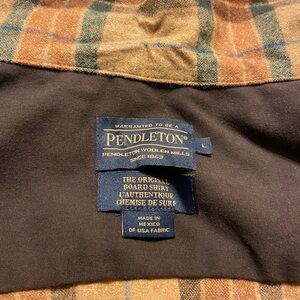 WARRANTED TO BE A
PENDLETON®
PENDLETON WOOLEN MILLS
SINCE 1863
L
THE ORIGINAL
BOARD SHIRT
L'AUTHENTIQUE
CHEMISE DE SURF
MADE IN
MEXICO
OF USA FABRIC